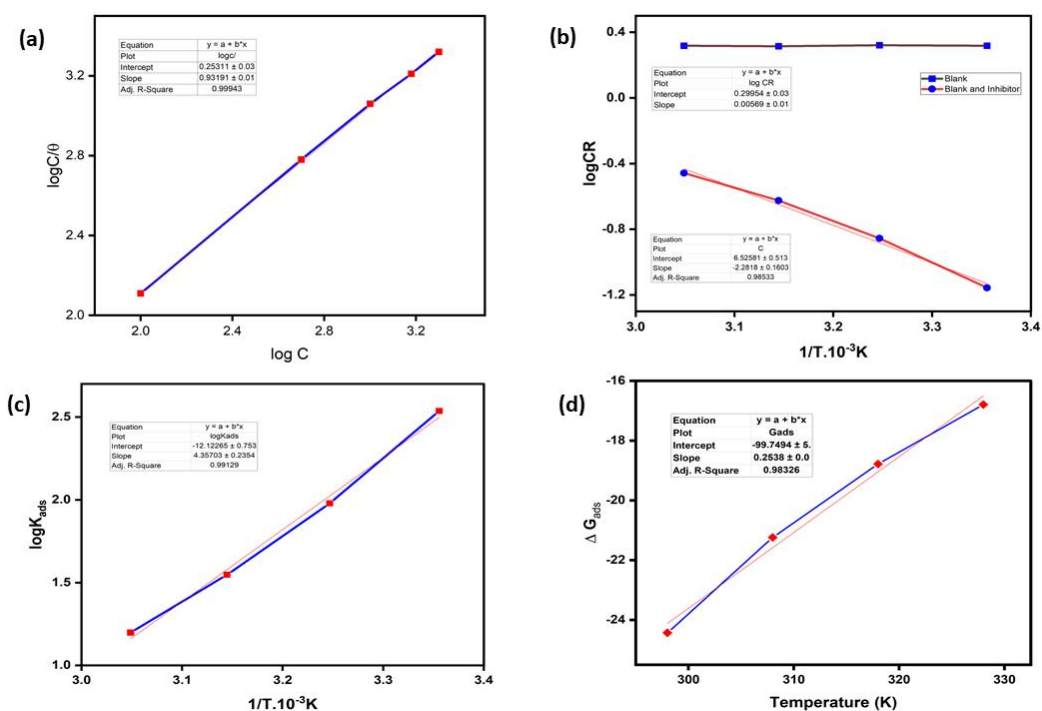 (a)
Equation y = a + b*x
Plot logc/
Intercept 0.25311 ± 0.03
Slope 0.93191 ± 0.01
Adj. R-Square 0.99943
logC/θ
3.2
2.8
2.4
2.0
2.0 2.4 2.8 3.2
log C
(b)
Equation y = a + b*x
Plot log CR
Intercept 0.29954 ± 0.03
Slope 0.00569 ± 0.01
Blank
Blank and Inhibitor
Equation y = a + b*x
Plot C
Intercept 6.52581 ± 0.513
Slope -2.2818 ± 0.1603
Adj. R-Square 0.98533
logCR
0.4
0.0
-0.4
-0.8
-1.2
3.0 3.1 3.2 3.3 3.4
1/T.10⁻³K
(c)
Equation y = a + b*x
Plot logKads
Intercept -12.12265 ± 0.753
Slope 4.35703 ± 0.2354
Adj. R-Square 0.99129
logKads
2.5
2.0
1.5
1.0
3.0 3.1 3.2 3.3 3.4
1/T.10⁻³K
(d)
Equation y = a + b*x
Plot Gads
Intercept -99.7494 ± 5.
Slope 0.2538 ± 0.0
Adj. R-Square 0.98326
Δ Gads
-16
-18
-20
-22
-24
300 310 320 330
Temperature (K)